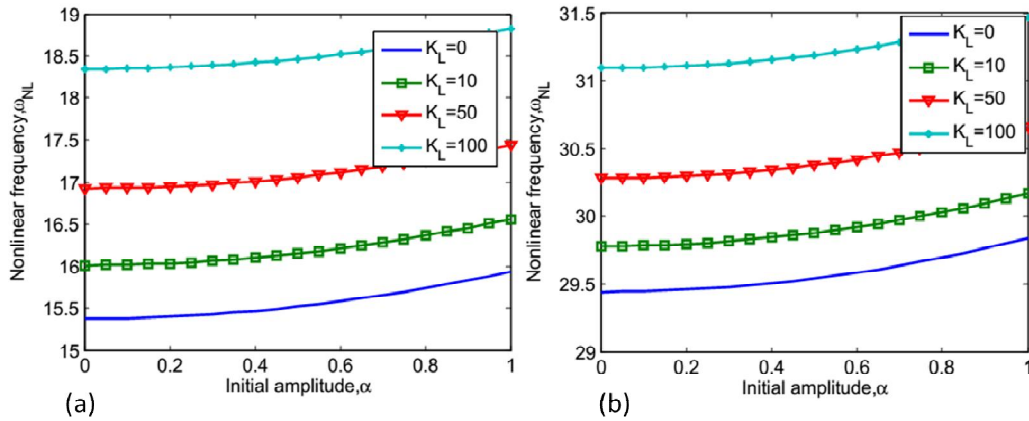 19
18.5
18
17.5
17
16.5
16
15.5
15
0 0.2 0.4 0.6 0.8 1
Nonlinear frequency,ω_NL
Initial amplitude,α
K_L=0
K_L=10
K_L=50
K_L=100
(a)
31.5
31
30.5
30
29.5
29
0 0.2 0.4 0.6 0.8 1
Nonlinear frequency,ω_NL
Initial amplitude,α
K_L=0
K_L=10
K_L=50
K_L=100
(b)